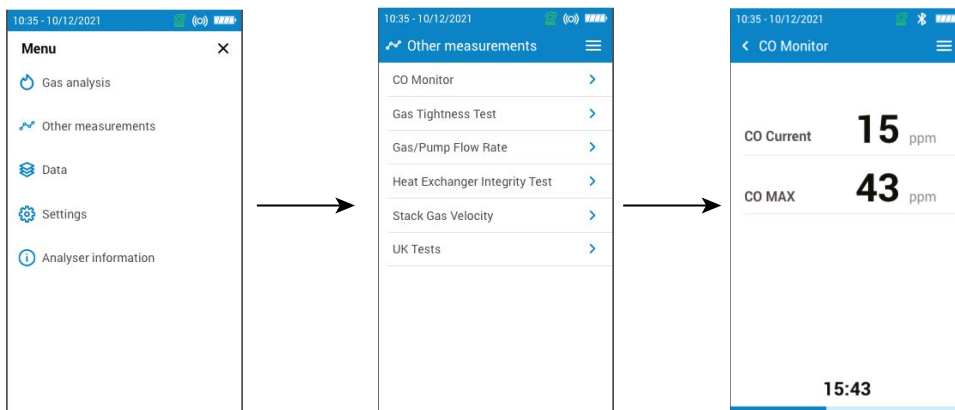 10:35 - 10/12/2021
Menu
Gas analysis
Other measurements
Data
Settings
Analyser information
10:35 - 10/12/2021
Other measurements
CO Monitor
Gas Tightness Test
Gas/Pump Flow Rate
Heat Exchanger Integrity Test
Stack Gas Velocity
UK Tests
10:35 - 10/12/2021
CO Monitor
CO Current 15 ppm
CO MAX 43 ppm
15:43